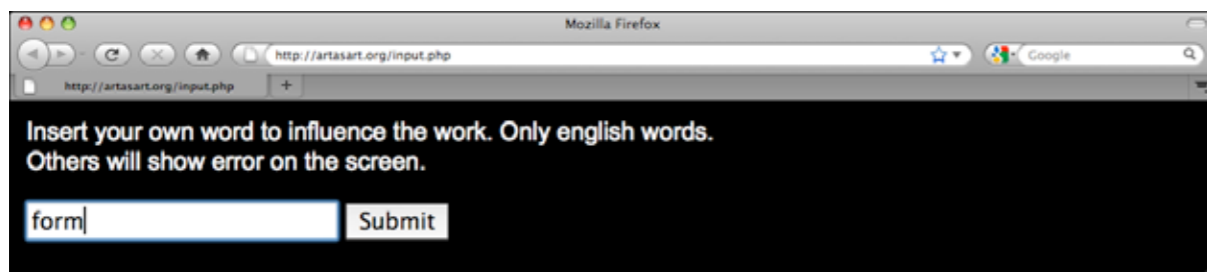 Mozilla Firefox
http://artasart.org/input.php
Google
http://artasart.org/input.php
+
Insert your own word to influence the work. Only english words.
Others will show error on the screen.
form
Submit